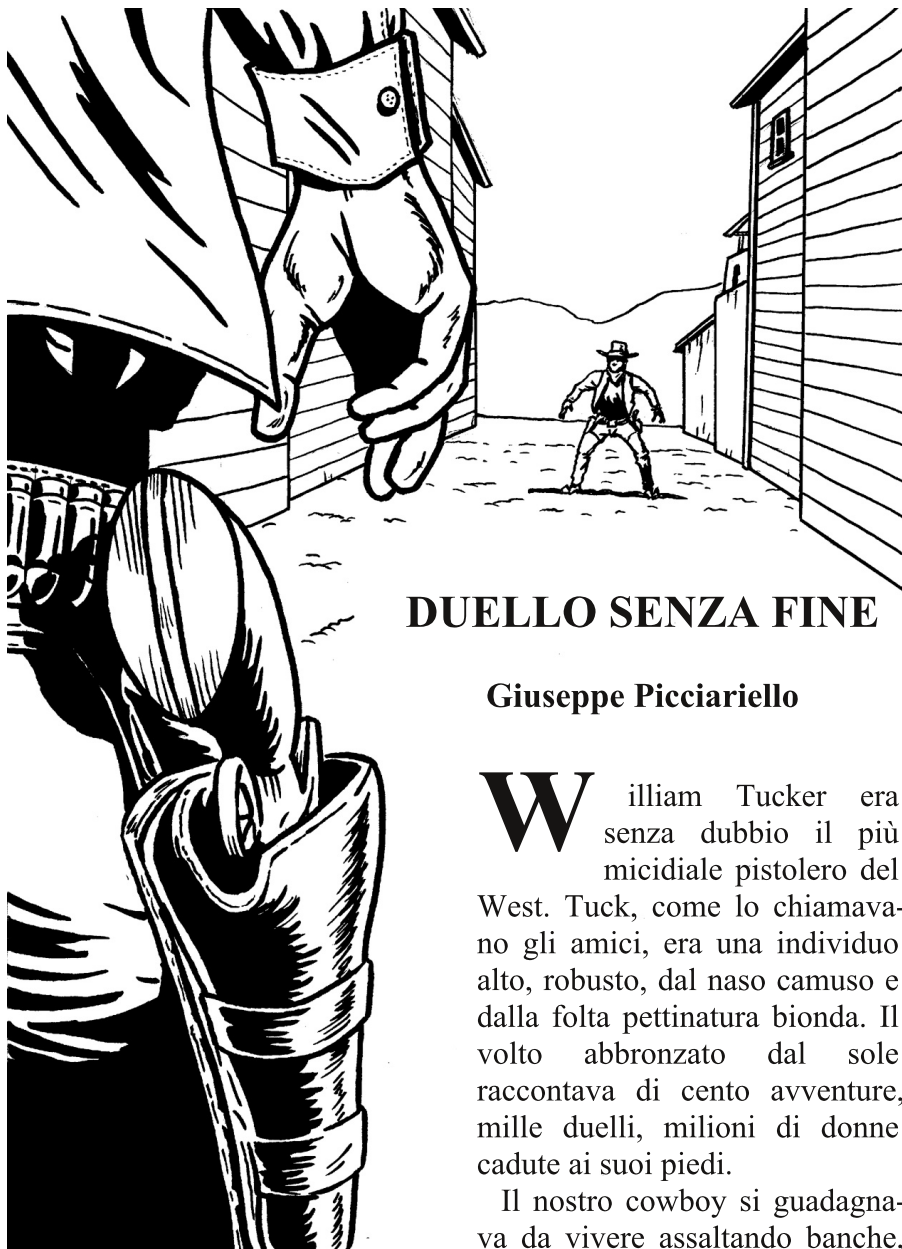 DUELLO SENZA FINE
Giuseppe Picciariello
William Tucker era
senza dubbio il più
micidiale pistolero del
West. Tuck, come lo chiamava-
no gli amici, era una individuo
alto, robusto, dal naso camuso e
dalla folta pettinatura bionda. Il
volto abbronzato dal sole
raccontava di cento avventure,
mille duelli, milioni di donne
cadute ai suoi piedi.
Il nostro cowboy si guadagna-
va da vivere assaltando banche,